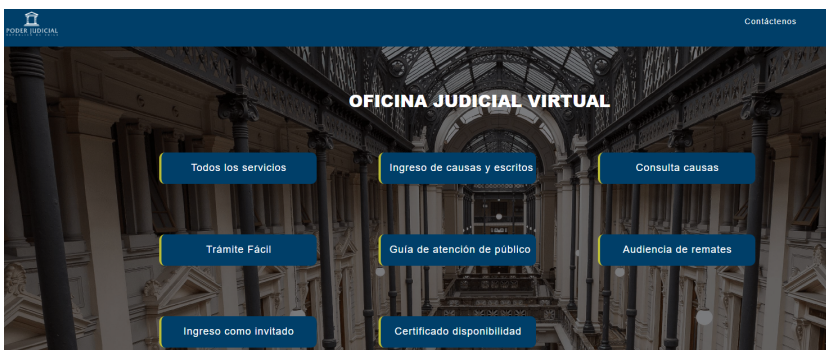 PODER JUDICIAL
Contáctenos
OFICINA JUDICIAL VIRTUAL
Todos los servicios
Ingreso de causas y escritos
Consulta causas
Trámite Fácil
Guía de atención de público
Audiencia de remates
Ingreso como invitado
Certificado disponibilidad